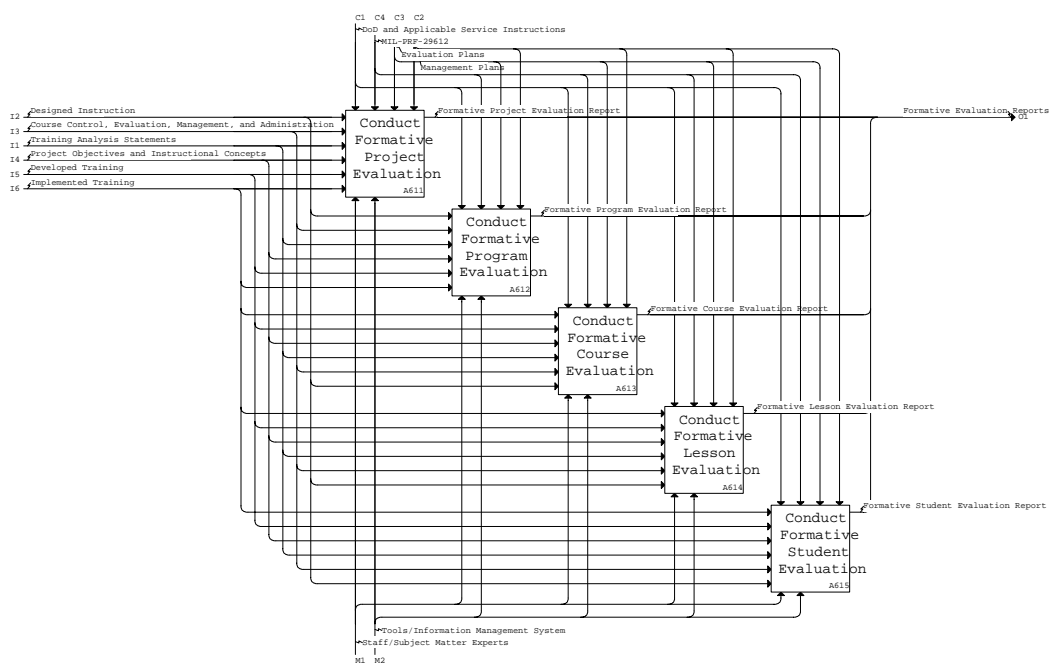 C1 C4 C3 C2
DoD and Applicable Service Instructions
MIL-PRF-29612
Evaluation Plans
Management Plans
I2 Designed Instruction
I3 Course Control, Evaluation, Management, and Administration
I1 Training Analysis Statements
I4 Project Objectives and Instructional Concepts
I5 Developed Training
I6 Implemented Training
Conduct
Formative
Project
Evaluation
A611
Formative Project Evaluation Report
Formative Evaluation Reports
O1
Conduct
Formative
Program
Evaluation
A612
Formative Program Evaluation Report
Conduct
Formative
Course
Evaluation
A613
Formative Course Evaluation Report
Conduct
Formative
Lesson
Evaluation
A614
Formative Lesson Evaluation Report
Conduct
Formative
Student
Evaluation
A615
Formative Student Evaluation Report
Tools/Information Management System
Staff/Subject Matter Experts
M1 M2